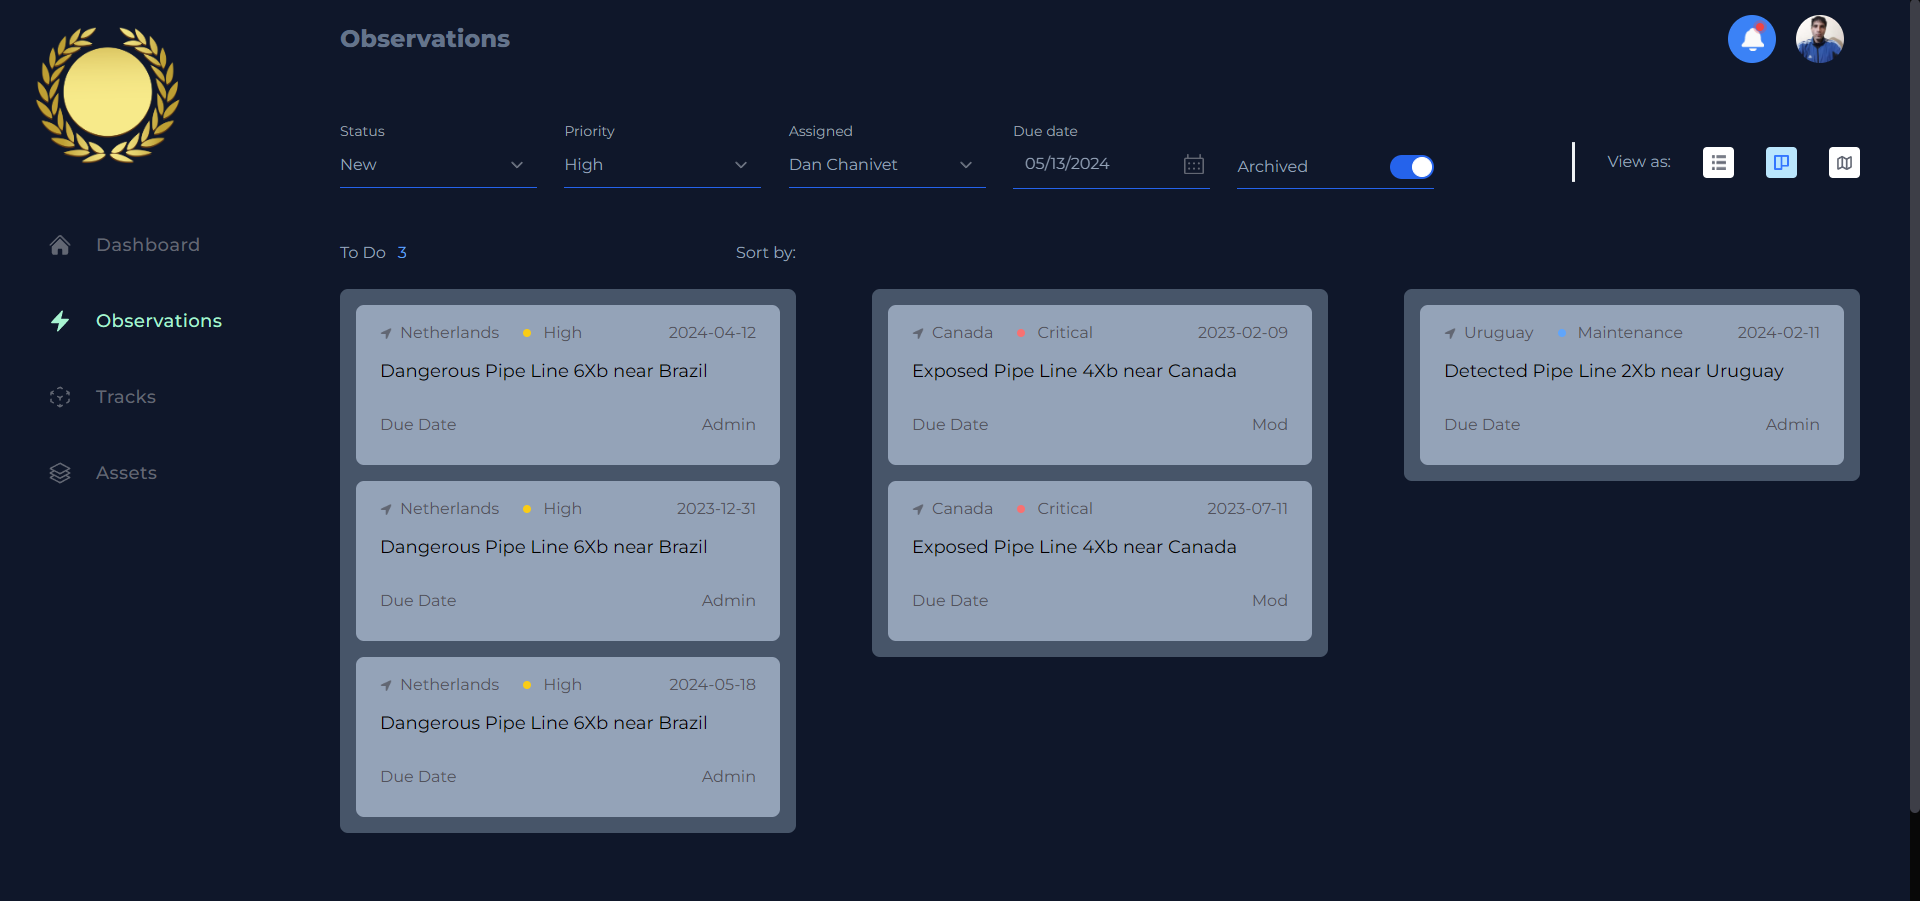 Observations
Status
Priority
Assigned
Due date
New
High
Dan Chanivet
05/13/2024
Archived
View as:
Dashboard
Observations
Tracks
Assets
To Do 3
Sort by:
Netherlands High 2024-04-12
Dangerous Pipe Line 6Xb near Brazil
Due Date Admin
Netherlands High 2023-12-31
Dangerous Pipe Line 6Xb near Brazil
Due Date Admin
Netherlands High 2024-05-18
Dangerous Pipe Line 6Xb near Brazil
Due Date Admin
Canada Critical 2023-02-09
Exposed Pipe Line 4Xb near Canada
Due Date Mod
Canada Critical 2023-07-11
Exposed Pipe Line 4Xb near Canada
Due Date Mod
Uruguay Maintenance 2024-02-11
Detected Pipe Line 2Xb near Uruguay
Due Date Admin